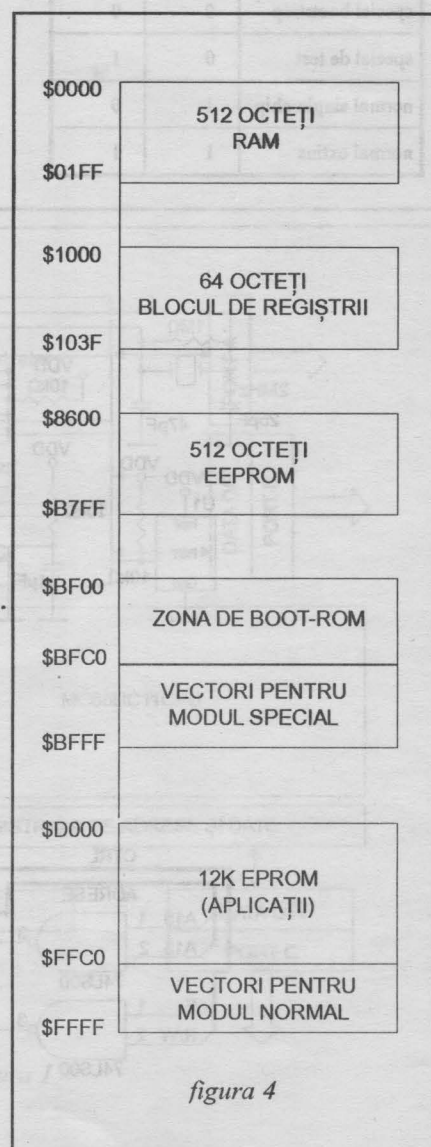 $0000
512 OCTEȚI
RAM
$01FF
$1000
64 OCTEȚI
BLOCUL DE REGIȘTRII
$103F
$8600
512 OCTEȚI
EEPROM
$B7FF
$BF00
ZONA DE BOOT-ROM
$BFC0
VECTORI PENTRU
MODUL SPECIAL
$BFFF
$D000
12K EPROM
(APLICAȚII)
$FFC0
VECTORI PENTRU
MODUL NORMAL
$FFFF
figura 4